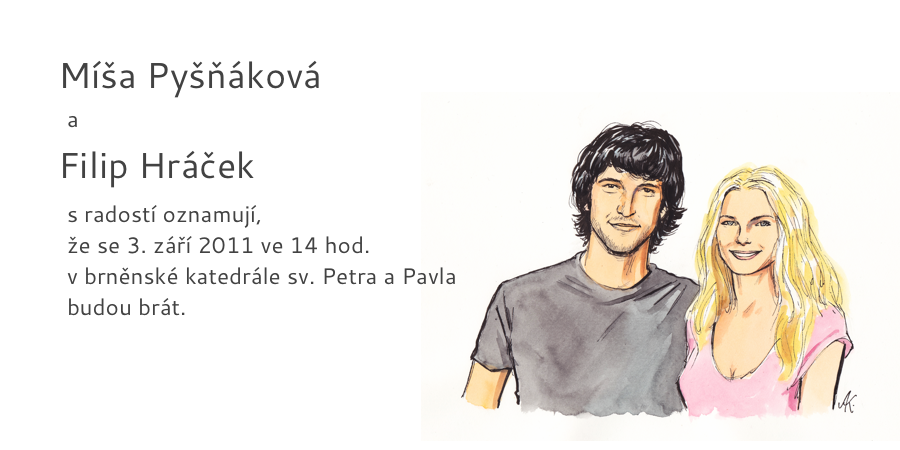 Míša Pyšňáková
a
Filip Hráček
s radostí oznamují,
že se 3. září 2011 ve 14 hod.
v brněnské katedrále sv. Petra a Pavla
budou brát.
AK